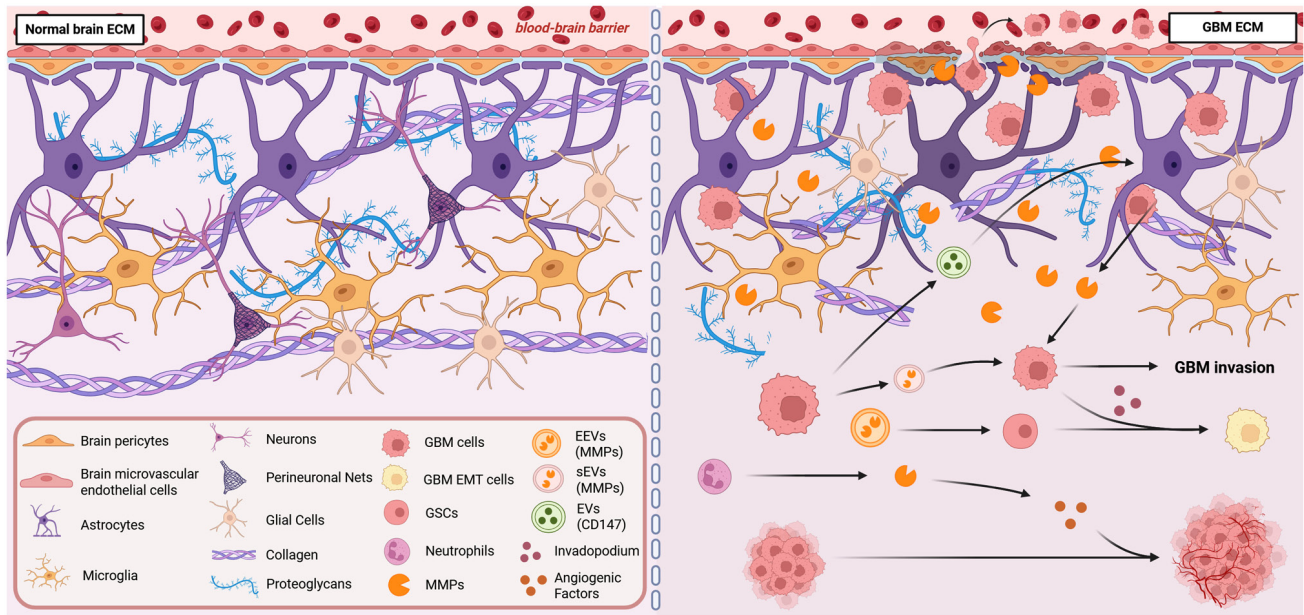 Normal brain ECM
blood-brain barrier
GBM ECM
GBM invasion
Brain pericytes
Brain microvascular
endothelial cells
Astrocytes
Microglia
Neurons
Perineuronal Nets
Glial Cells
Collagen
Proteoglycans
GBM cells
GBM EMT cells
GSCs
Neutrophils
MMPs
EEVs
(MMPs)
sEVs
(MMPs)
EVs
(CD147)
Invadopodium
Angiogenic
Factors